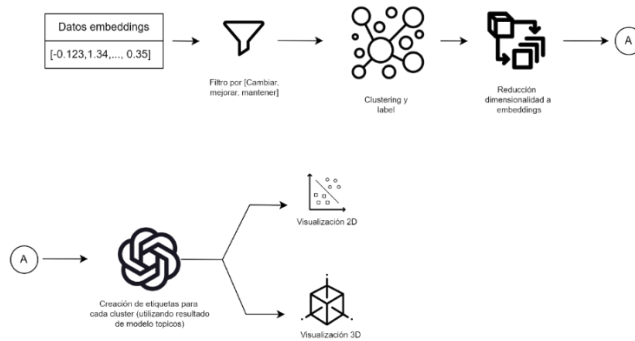 Datos embeddings
[-0.123,1.34,..., 0.35]
Filtro por [Cambiar,
mejorar, mantener]
Clustering y
label
Reducción
dimensionalidad a
embeddings
A
A
Creación de etiquetas para
cada cluster (utilizando resultado
de modelo topicos)
Visualización 2D
Visualización 3D